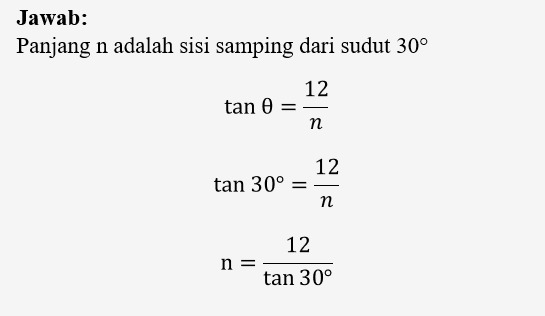 Jawab:
Panjang n adalah sisi samping dari sudut 30°
tan θ = 12/n
tan 30° = 12/n
n = 12/tan 30°